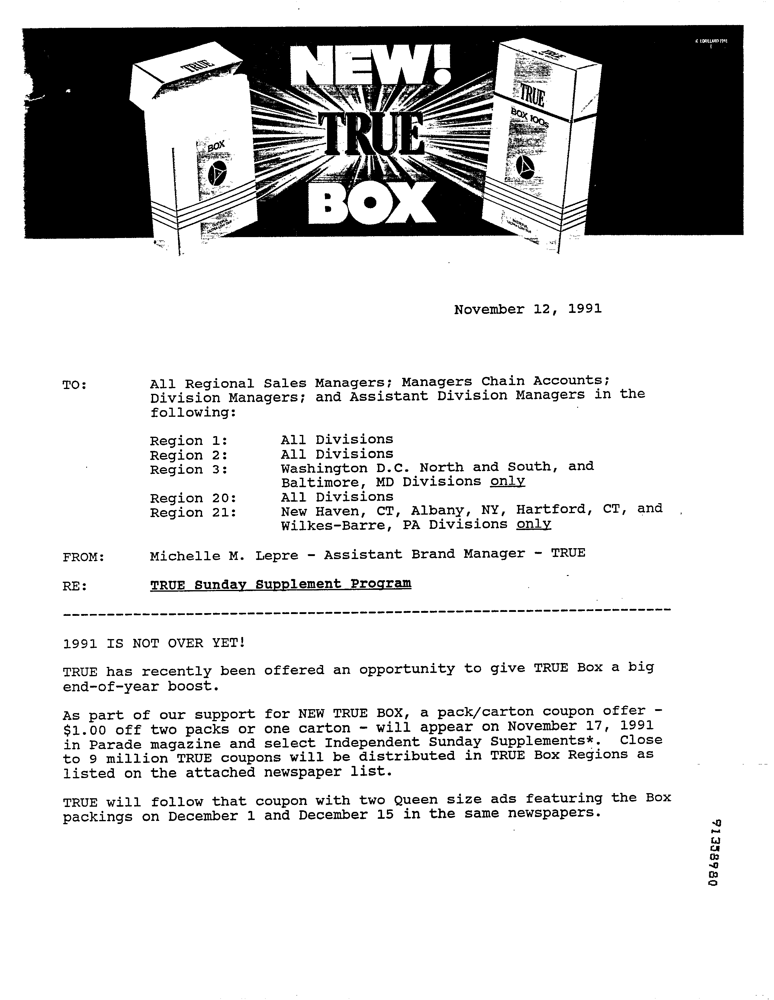 © LORILLARD 1991
NEW!
TRUE
BOX
TRUE
BOX
TRUE
TRUE
BOX 100s
November 12, 1991
TO: All Regional Sales Managers; Managers Chain Accounts;
Division Managers; and Assistant Division Managers in the
following:
Region 1: All Divisions
Region 2: All Divisions
Region 3: Washington D.C. North and South, and
Baltimore, MD Divisions only
Region 20: All Divisions
Region 21: New Haven, CT, Albany, NY, Hartford, CT, and
Wilkes-Barre, PA Divisions only
FROM: Michelle M. Lepre - Assistant Brand Manager - TRUE
RE: TRUE Sunday Supplement Program
1991 IS NOT OVER YET!
TRUE has recently been offered an opportunity to give TRUE Box a big
end-of-year boost.
As part of our support for NEW TRUE BOX, a pack/carton coupon offer -
$1.00 off two packs or one carton - will appear on November 17, 1991
in Parade magazine and select Independent Sunday Supplements*. Close
to 9 million TRUE coupons will be distributed in TRUE Box Regions as
listed on the attached newspaper list.
TRUE will follow that coupon with two Queen size ads featuring the Box
packings on December 1 and December 15 in the same newspapers.
91358980